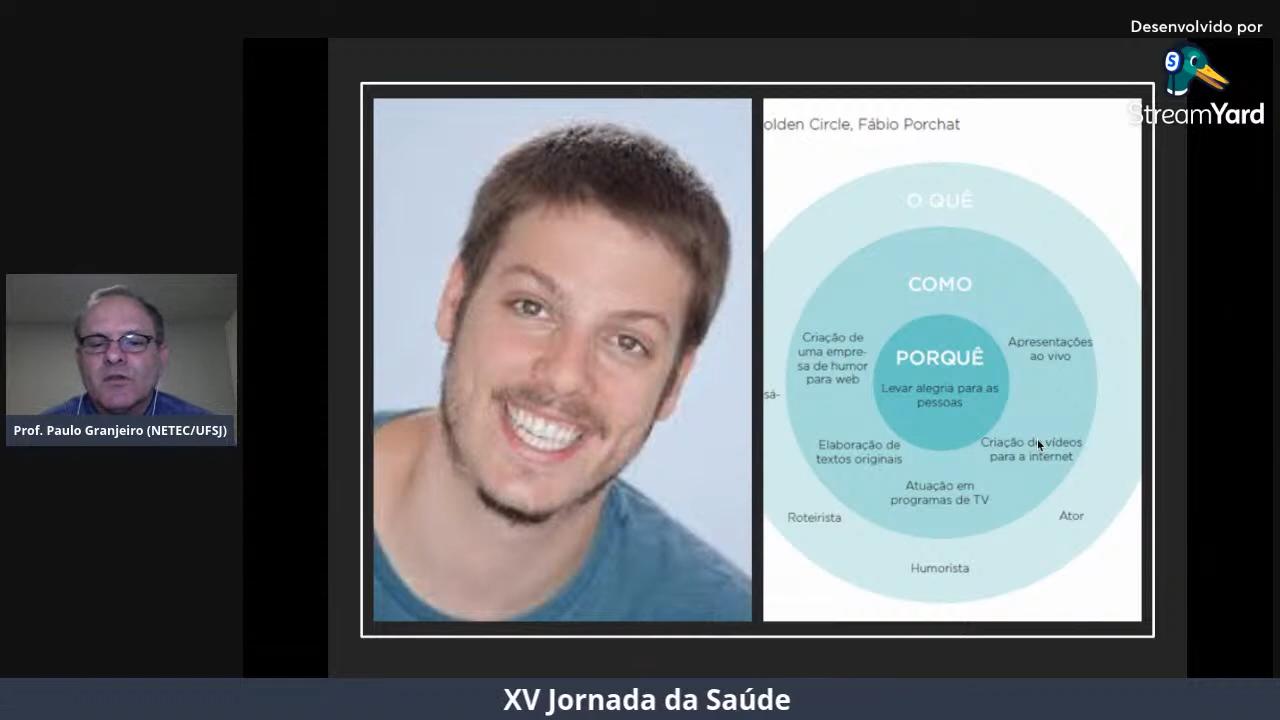 Desenvolvido por
StreamYard
olden Circle, Fábio Porchat
O QUÊ
COMO
Criação de
uma empre-
sa de humor
para web
PORQUÊ
Levar alegria para as
pessoas
Apresentações
ao vivo
sá-
Elaboração de
textos originais
Criação de vídeos
para a internet
Atuação em
programas de TV
Roteirista
Ator
Humorista
Prof. Paulo Granjeiro (NETEC/UFSJ)
XV Jornada da Saúde